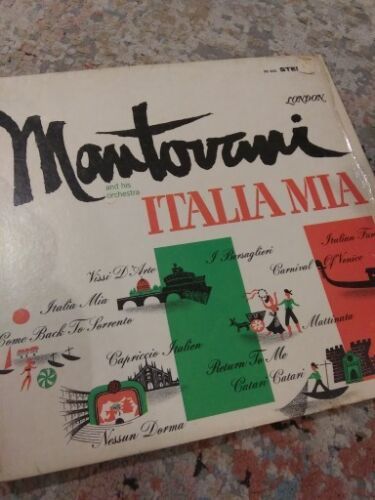 STE
LONDON
Mantovani
and his
orchestra
ITALIA MIA
Vissi D'Arte
I Bersaglieri
Italian
Carnival Of Venice
Italia Mia
Come Back To Sorrento
Mattinata
Capriccio Italien
Return To Me
Catari Catari
Nessun Dorma